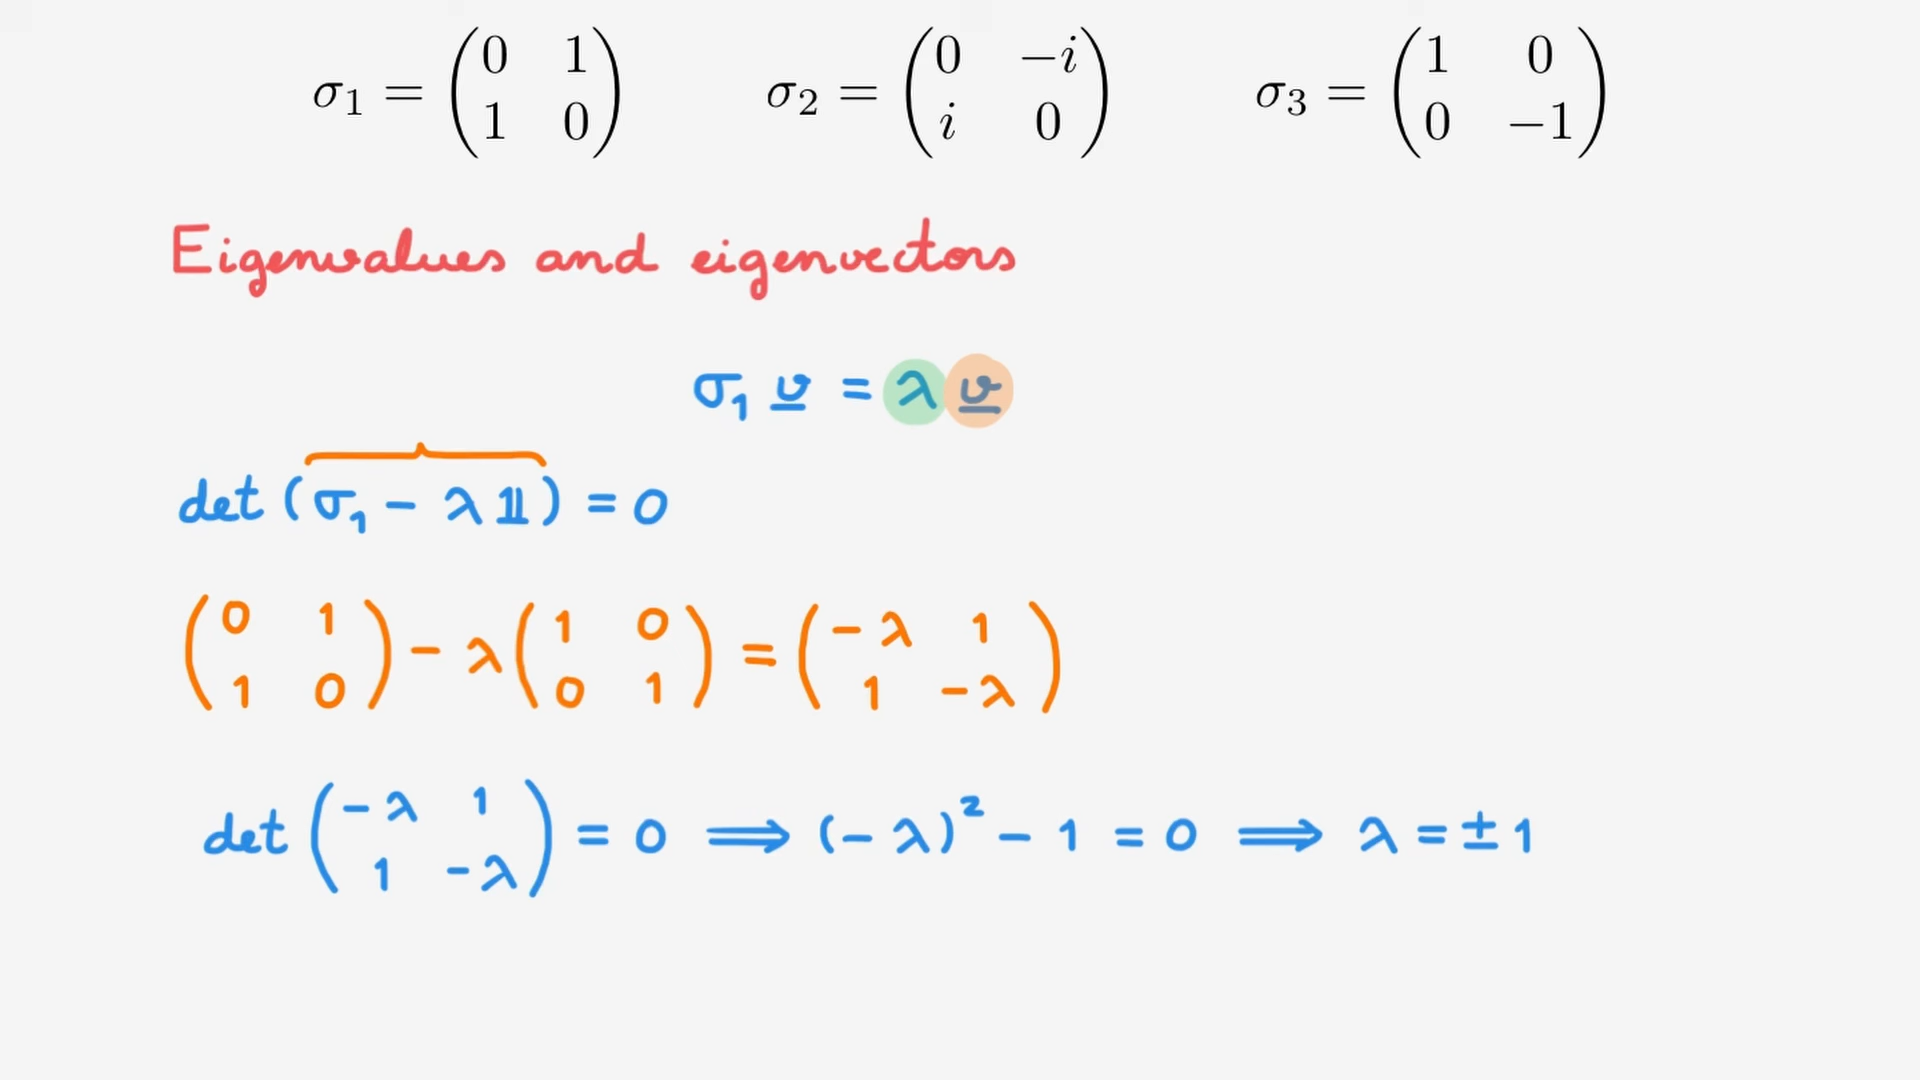 σ₁ = (0 1; 1 0) σ₂ = (0 −i; i 0) σ₃ = (1 0; 0 −1)
Eigenvalues and eigenvectors
σ₁ v = λ v
det (σ₁ − λ 𝟙) = 0
(0 1; 1 0) − λ (1 0; 0 1) = (−λ 1; 1 −λ)
det (−λ 1; 1 −λ) = 0 ⟹ (−λ)² − 1 = 0 ⟹ λ = ± 1